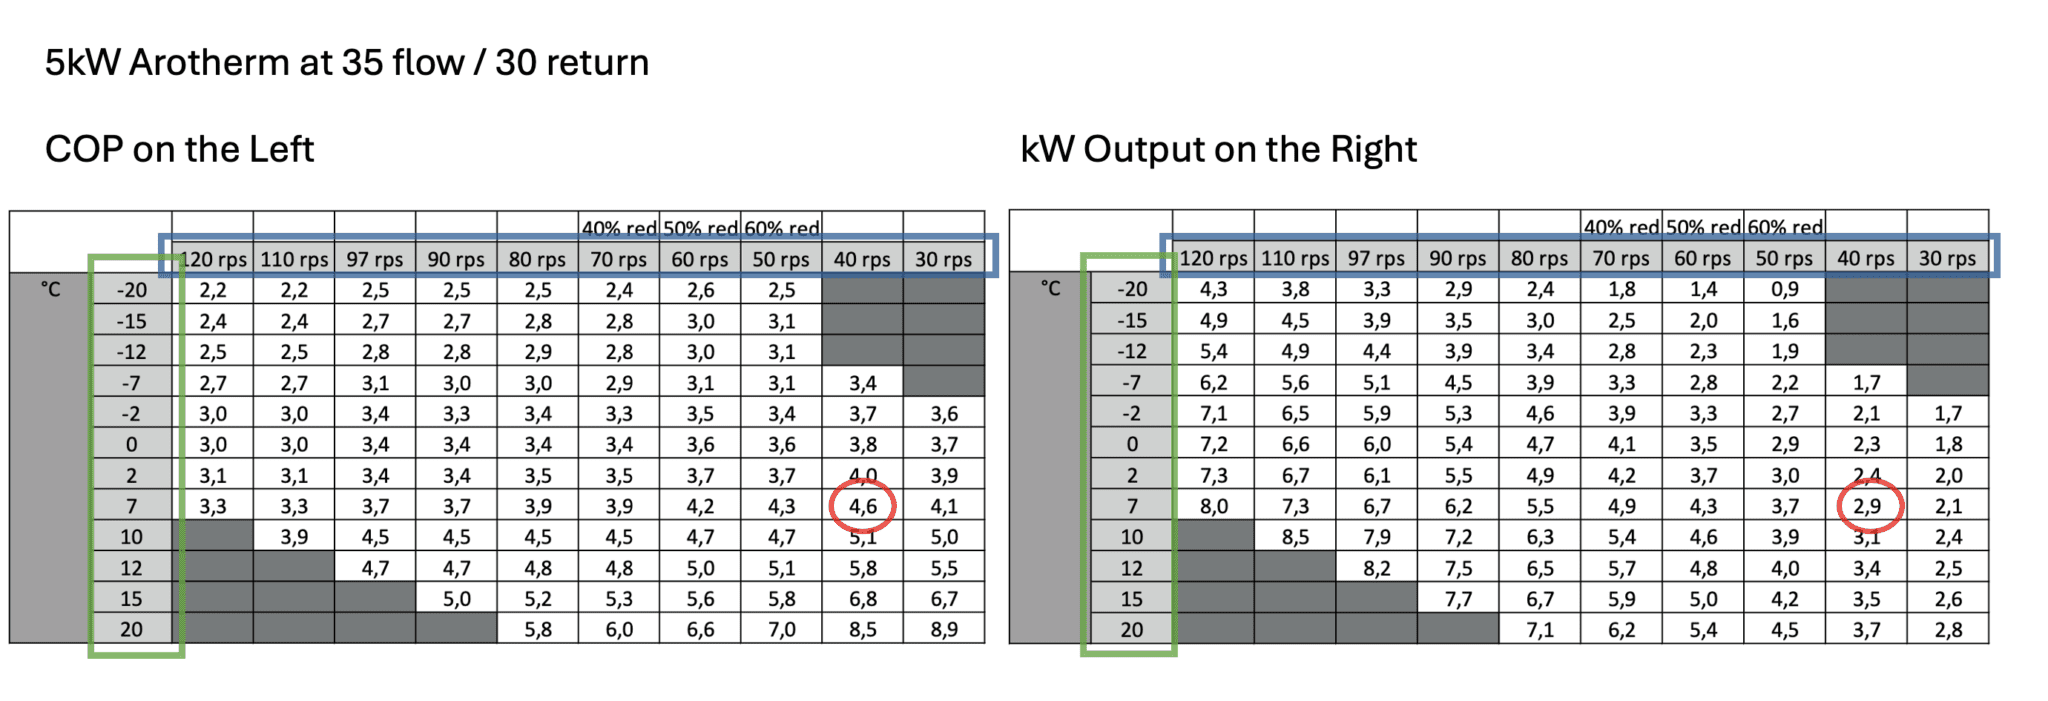 5kW Arotherm at 35 flow / 30 return
COP on the Left
kW Output on the Right
40% red 50% red 60% red
120 rps 110 rps 97 rps 90 rps 80 rps 70 rps 60 rps 50 rps 40 rps 30 rps
°C -20 2,2 2,2 2,5 2,5 2,5 2,4 2,6 2,5
-15 2,4 2,4 2,7 2,7 2,8 2,8 3,0 3,1
-12 2,5 2,5 2,8 2,8 2,9 2,8 3,0 3,1
-7 2,7 2,7 3,1 3,0 3,0 2,9 3,1 3,1 3,4
-2 3,0 3,0 3,4 3,3 3,4 3,3 3,5 3,4 3,7 3,6
0 3,0 3,0 3,4 3,4 3,4 3,4 3,6 3,6 3,8 3,7
2 3,1 3,1 3,4 3,4 3,5 3,5 3,7 3,7 4,0 3,9
7 3,3 3,3 3,7 3,7 3,9 3,9 4,2 4,3 4,6 4,1
10 3,9 4,5 4,5 4,5 4,5 4,7 4,7 5,1 5,0
12 4,7 4,7 4,8 4,8 5,0 5,1 5,8 5,5
15 5,0 5,2 5,3 5,6 5,8 6,8 6,7
20 5,8 6,0 6,6 7,0 8,5 8,9
40% red 50% red 60% red
120 rps 110 rps 97 rps 90 rps 80 rps 70 rps 60 rps 50 rps 40 rps 30 rps
°C -20 4,3 3,8 3,3 2,9 2,4 1,8 1,4 0,9
-15 4,9 4,5 3,9 3,5 3,0 2,5 2,0 1,6
-12 5,4 4,9 4,4 3,9 3,4 2,8 2,3 1,9
-7 6,2 5,6 5,1 4,5 3,9 3,3 2,8 2,2 1,7
-2 7,1 6,5 5,9 5,3 4,6 3,9 3,3 2,7 2,1 1,7
0 7,2 6,6 6,0 5,4 4,7 4,1 3,5 2,9 2,3 1,8
2 7,3 6,7 6,1 5,5 4,9 4,2 3,7 3,0 2,4 2,0
7 8,0 7,3 6,7 6,2 5,5 4,9 4,3 3,7 2,9 2,1
10 8,5 7,9 7,2 6,3 5,4 4,6 3,9 3,1 2,4
12 8,2 7,5 6,5 5,7 4,8 4,0 3,4 2,5
15 7,7 6,7 5,9 5,0 4,2 3,5 2,6
20 7,1 6,2 5,4 4,5 3,7 2,8